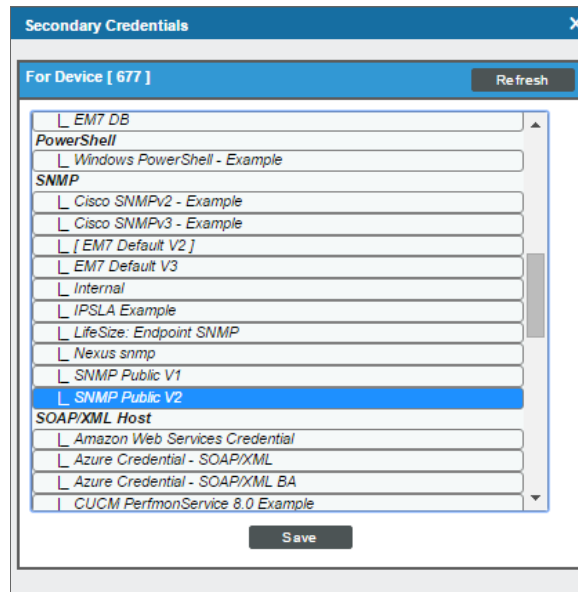 Secondary Credentials
For Device [ 677 ]
Refresh
EM7 DB
PowerShell
Windows PowerShell - Example
SNMP
Cisco SNMPv2 - Example
Cisco SNMPv3 - Example
[ EM7 Default V2 ]
EM7 Default V3
Internal
IPSLA Example
LifeSize: Endpoint SNMP
Nexus snmp
SNMP Public V1
SNMP Public V2
SOAP/XML Host
Amazon Web Services Credential
Azure Credential - SOAP/XML
Azure Credential - SOAP/XML BA
CUCM PerfmonService 8.0 Example
Save